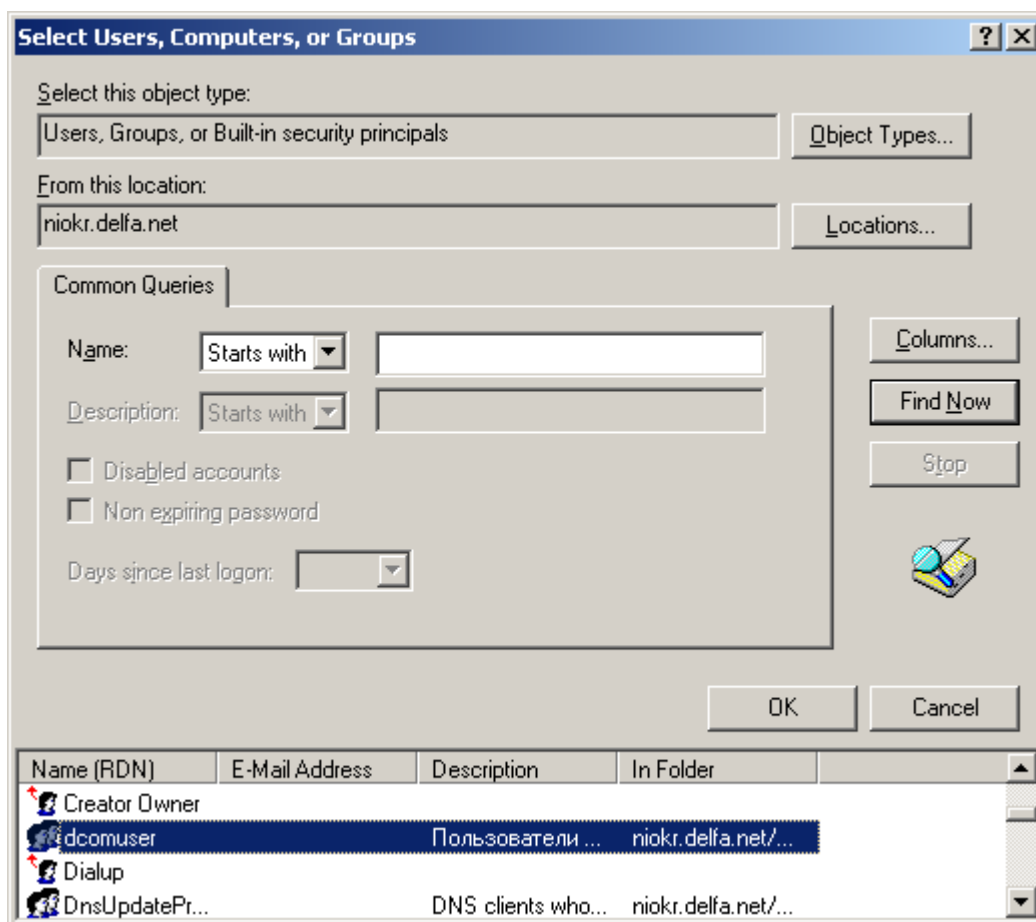 Select Users, Computers, or Groups
Select this object type:
Users, Groups, or Built-in security principals
Object Types...
From this location:
niokr.delfa.net
Locations...
Common Queries
Name: Starts with
Columns...
Description: Starts with
Find Now
Disabled accounts
Stop
Non expiring password
Days since last logon:
OK Cancel
Name (RDN) E-Mail Address Description In Folder
Creator Owner
dcomuser Пользователи ... niokr.delfa.net/...
Dialup
DnsUpdatePr... DNS clients who... niokr.delfa.net/...